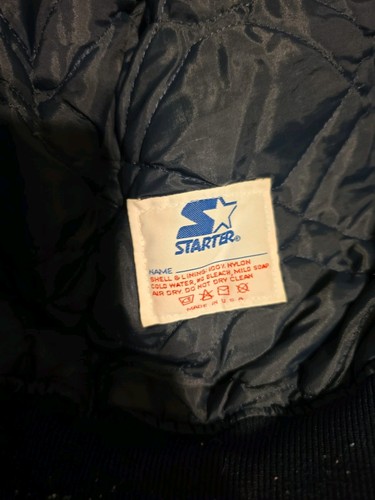 STARTER®
NAME
SHELL & LINING: 100% NYLON
COLD WATER, NO BLEACH, MILD SOAP
AIR DRY DO NOT DRY CLEAN
MADE IN U.S.A.